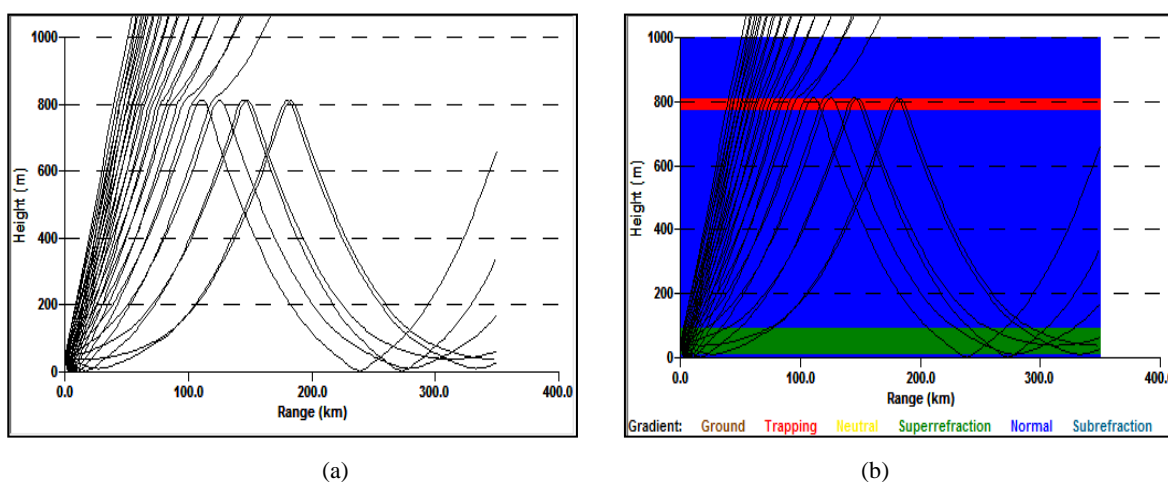 1000
800
600
400
200
0
Height ( m )
0.0 100.0 200.0 300.0 400.0
Range (km)
(a)
1000
800
600
400
200
0
Height ( m )
0.0 100.0 200.0 300.0 400.0
Range (km)
Gradient: Ground Trapping Neutral Superrefraction Normal Subrefraction
(b)